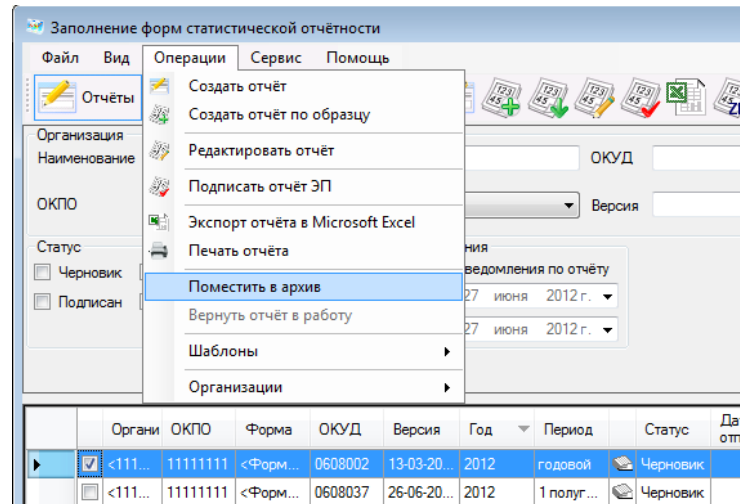 Заполнение форм статистической отчётности
Файл Вид Операции Сервис Помощь
Отчёты
Создать отчёт
Создать отчёт по образцу
Редактировать отчёт
Подписать отчёт ЭП
Экспорт отчёта в Microsoft Excel
Печать отчёта
Поместить в архив
Вернуть отчёт в работу
Шаблоны
Организации
Организация
Наименование ОКУД
ОКПО Версия
Статус
Черновик ведомления по отчёту
Подписан 27 июня 2012 г.
27 июня 2012 г.
Органи ОКПО Форма ОКУД Версия Год Период Статус
<111... 11111111 <Форм... 0608002 13-03-20... 2012 годовой Черновик
<111... 11111111 <Форм... 0608037 26-06-20... 2012 1 полуг... Черновик